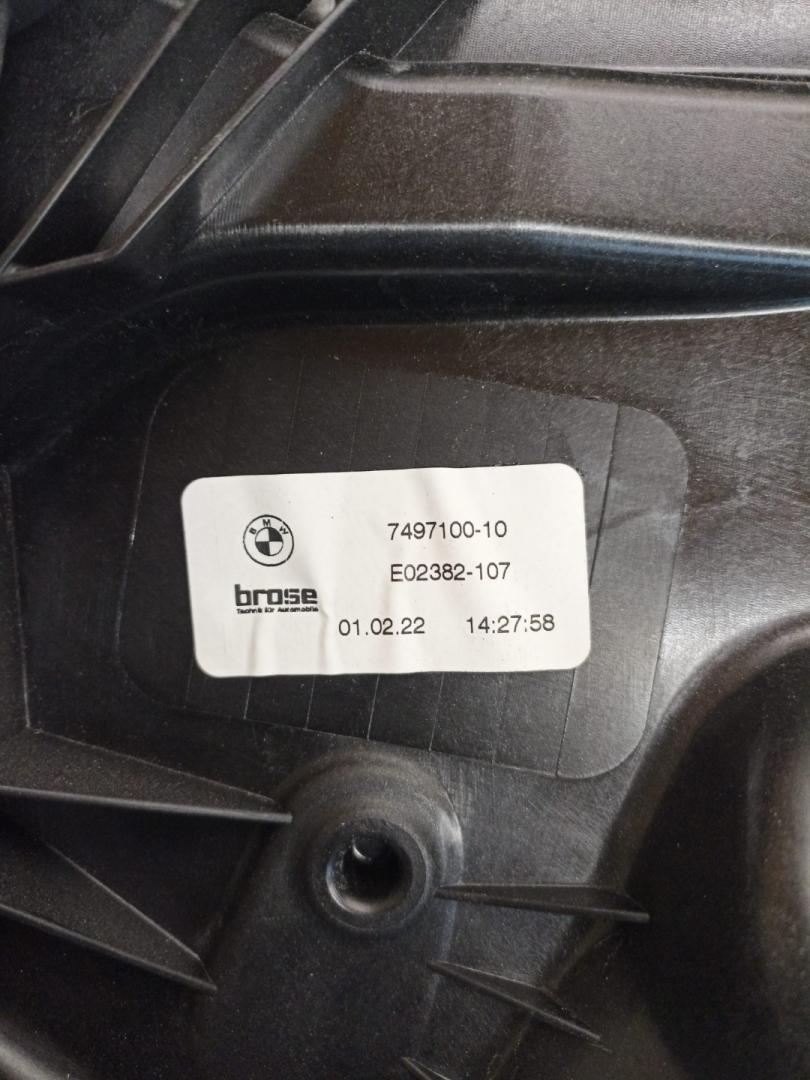 BMW
7497100-10
E02382-107
brose
Technik für Automobile
01.02.22 14:27:58